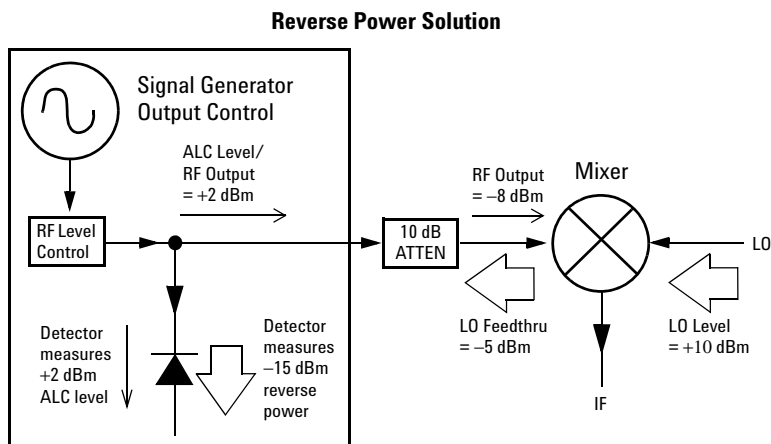 Reverse Power Solution
Signal Generator
Output Control
ALC Level/
RF Output
= +2 dBm
RF Output
= −8 dBm
Mixer
RF Level
Control
10 dB
ATTEN
LO
LO Feedthru
= −5 dBm
LO Level
= +10 dBm
Detector
measures
+2 dBm
ALC level
Detector
measures
−15 dBm
reverse
power
IF